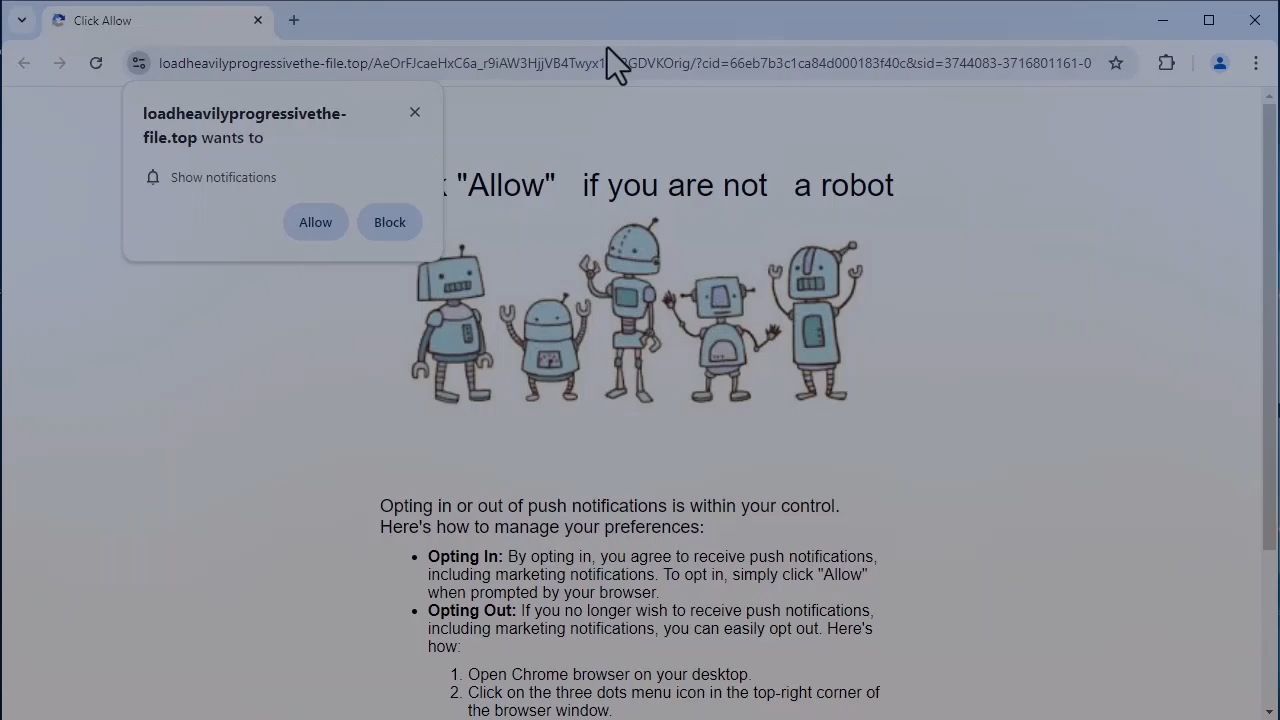 Click Allow
loadheavilyprogressivethe-file.top/AeOrFJcaeHxC6a_r9iAW3HjjVB4Twyx1 GDVKOrig/?cid=66eb7b3c1ca84d000183f40c&sid=3744083-3716801161-0
loadheavilyprogressivethe-
file.top wants to
Show notifications
Allow
Block
"Allow" if you are not a robot
Opting in or out of push notifications is within your control.
Here's how to manage your preferences:
• Opting In: By opting in, you agree to receive push notifications,
including marketing notifications. To opt in, simply click "Allow"
when prompted by your browser.
• Opting Out: If you no longer wish to receive push notifications,
including marketing notifications, you can easily opt out. Here's
how:
1. Open Chrome browser on your desktop.
2. Click on the three dots menu icon in the top-right corner of
the browser window.